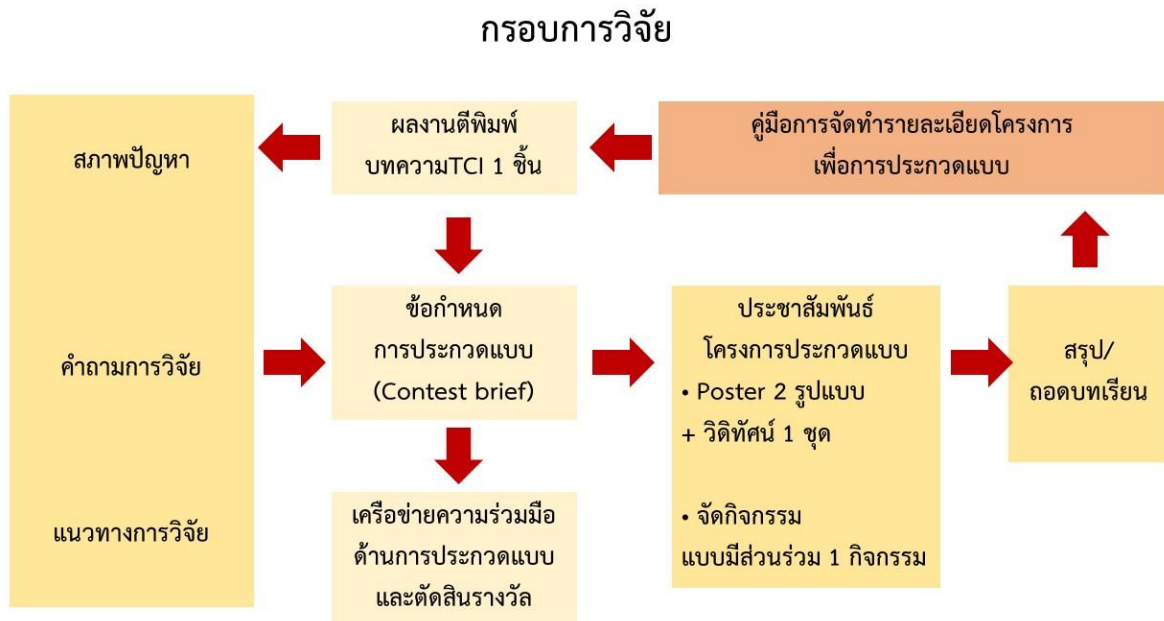 กรอบการวิจัย
สภาพปัญหา
คำถามการวิจัย
แนวทางการวิจัย
ผลงานตีพิมพ์
บทความTCI 1 ชิ้น
คู่มือการจัดทำรายละเอียดโครงการ
เพื่อการประกวดแบบ
ข้อกำหนด
การประกวดแบบ
(Contest brief)
ประชาสัมพันธ์
โครงการประกวดแบบ
• Poster 2 รูปแบบ
+ วิดิทัศน์ 1 ชุด
• จัดกิจกรรม
แบบมีส่วนร่วม 1 กิจกรรม
สรุป/
ถอดบทเรียน
เครือข่ายความร่วมมือ
ด้านการประกวดแบบ
และตัดสินรางวัล